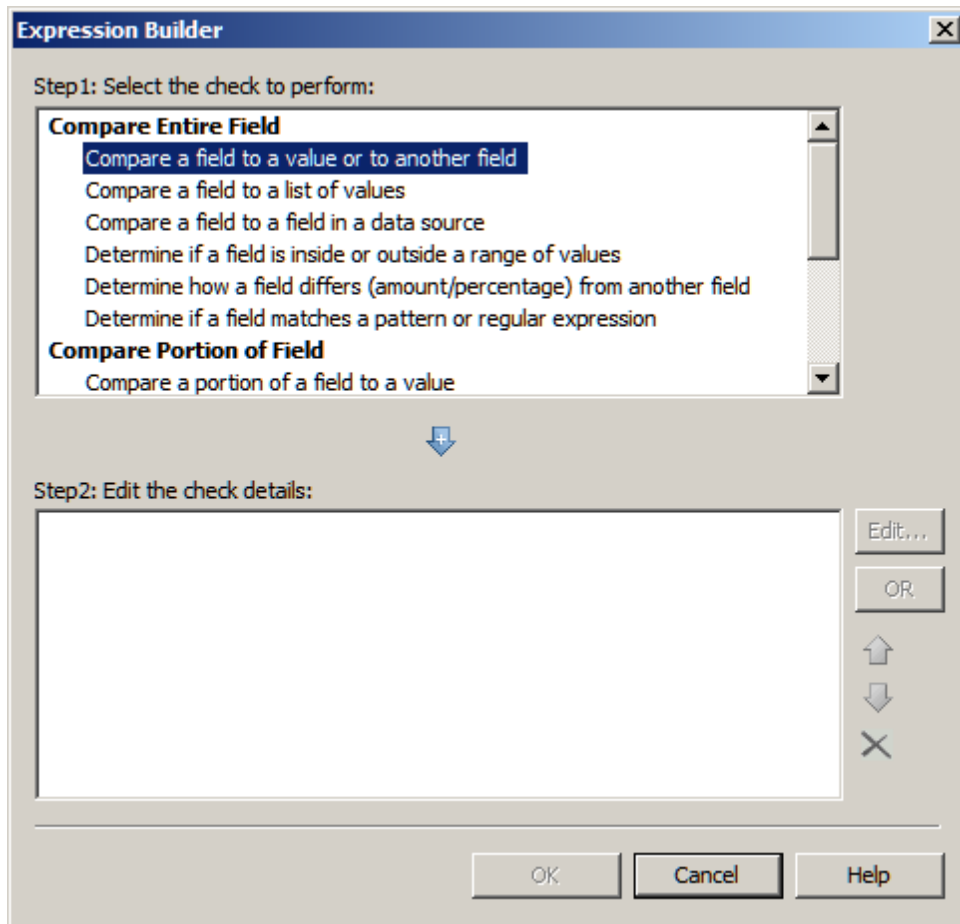 Expression Builder
Step1: Select the check to perform:
Compare Entire Field
Compare a field to a value or to another field
Compare a field to a list of values
Compare a field to a field in a data source
Determine if a field is inside or outside a range of values
Determine how a field differs (amount/percentage) from another field
Determine if a field matches a pattern or regular expression
Compare Portion of Field
Compare a portion of a field to a value
Step2: Edit the check details:
Edit...
OR
OK
Cancel
Help